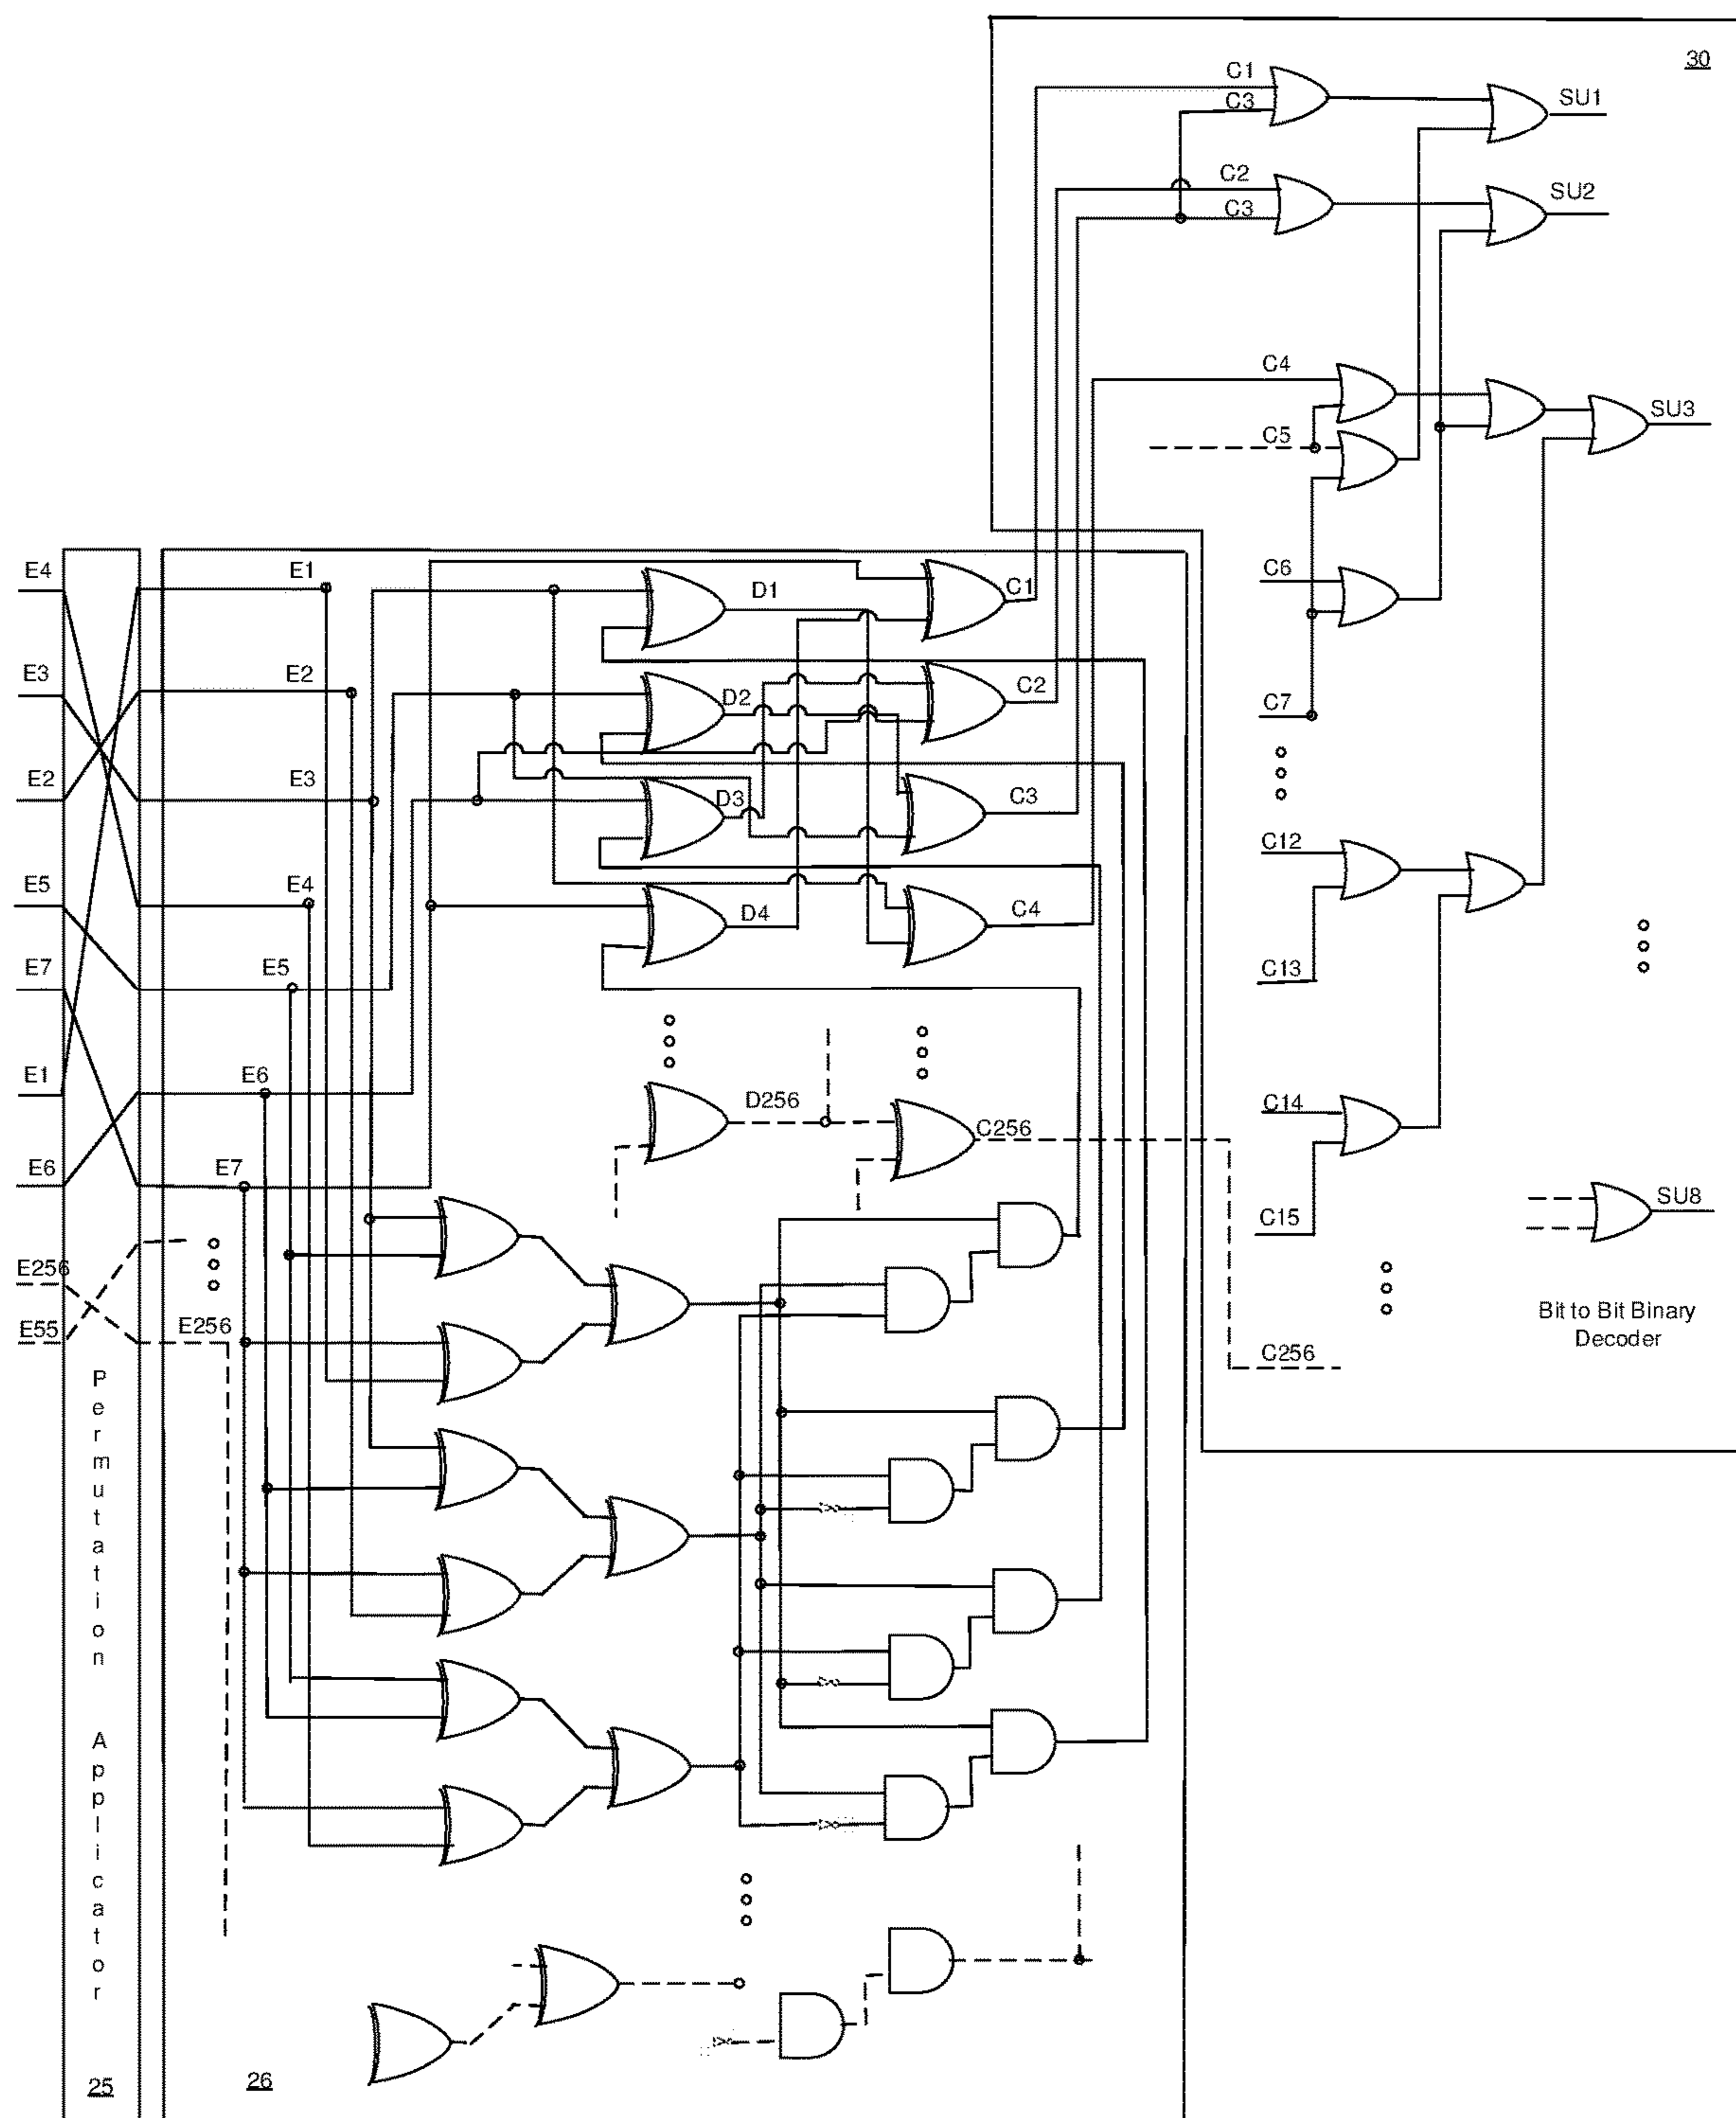 30
C1
C3
SU1
C2
C3
SU2
C4
SU3
C5
C6
C7
C12
C13
C14
C15
SU8
Bit to Bit Binary
Decoder
C256
E4
E3
E2
E5
E7
E1
E6
E256
E55
Permutation Applicator
25
E1
E2
E3
E4
E5
E6
E7
E256
26
D1
D2
D3
D4
D256
C1
C2
C3
C4
C256